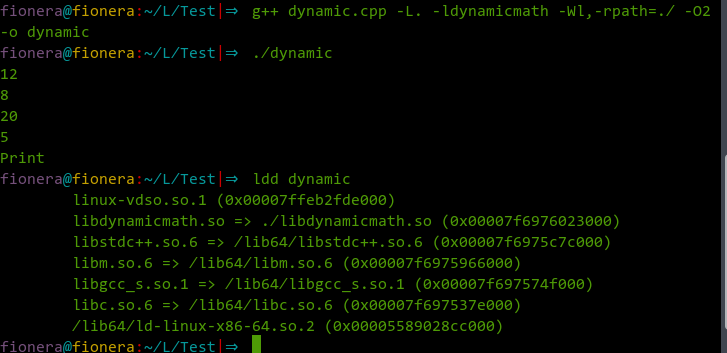 fionera@fionera:~/L/Test|⇒  g++ dynamic.cpp -L. -ldynamicmath -Wl,-rpath=./ -O2
-o dynamic
fionera@fionera:~/L/Test|⇒  ./dynamic
12
8
20
5
Print
fionera@fionera:~/L/Test|⇒  ldd dynamic
linux-vdso.so.1 (0x00007ffeb2fde000)
libdynamicmath.so => ./libdynamicmath.so (0x00007f6976023000)
libstdc++.so.6 => /lib64/libstdc++.so.6 (0x00007f6975c7c000)
libm.so.6 => /lib64/libm.so.6 (0x00007f6975966000)
libgcc_s.so.1 => /lib64/libgcc_s.so.1 (0x00007f697574f000)
libc.so.6 => /lib64/libc.so.6 (0x00007f697537e000)
/lib64/ld-linux-x86-64.so.2 (0x00005589028cc000)
fionera@fionera:~/L/Test|⇒